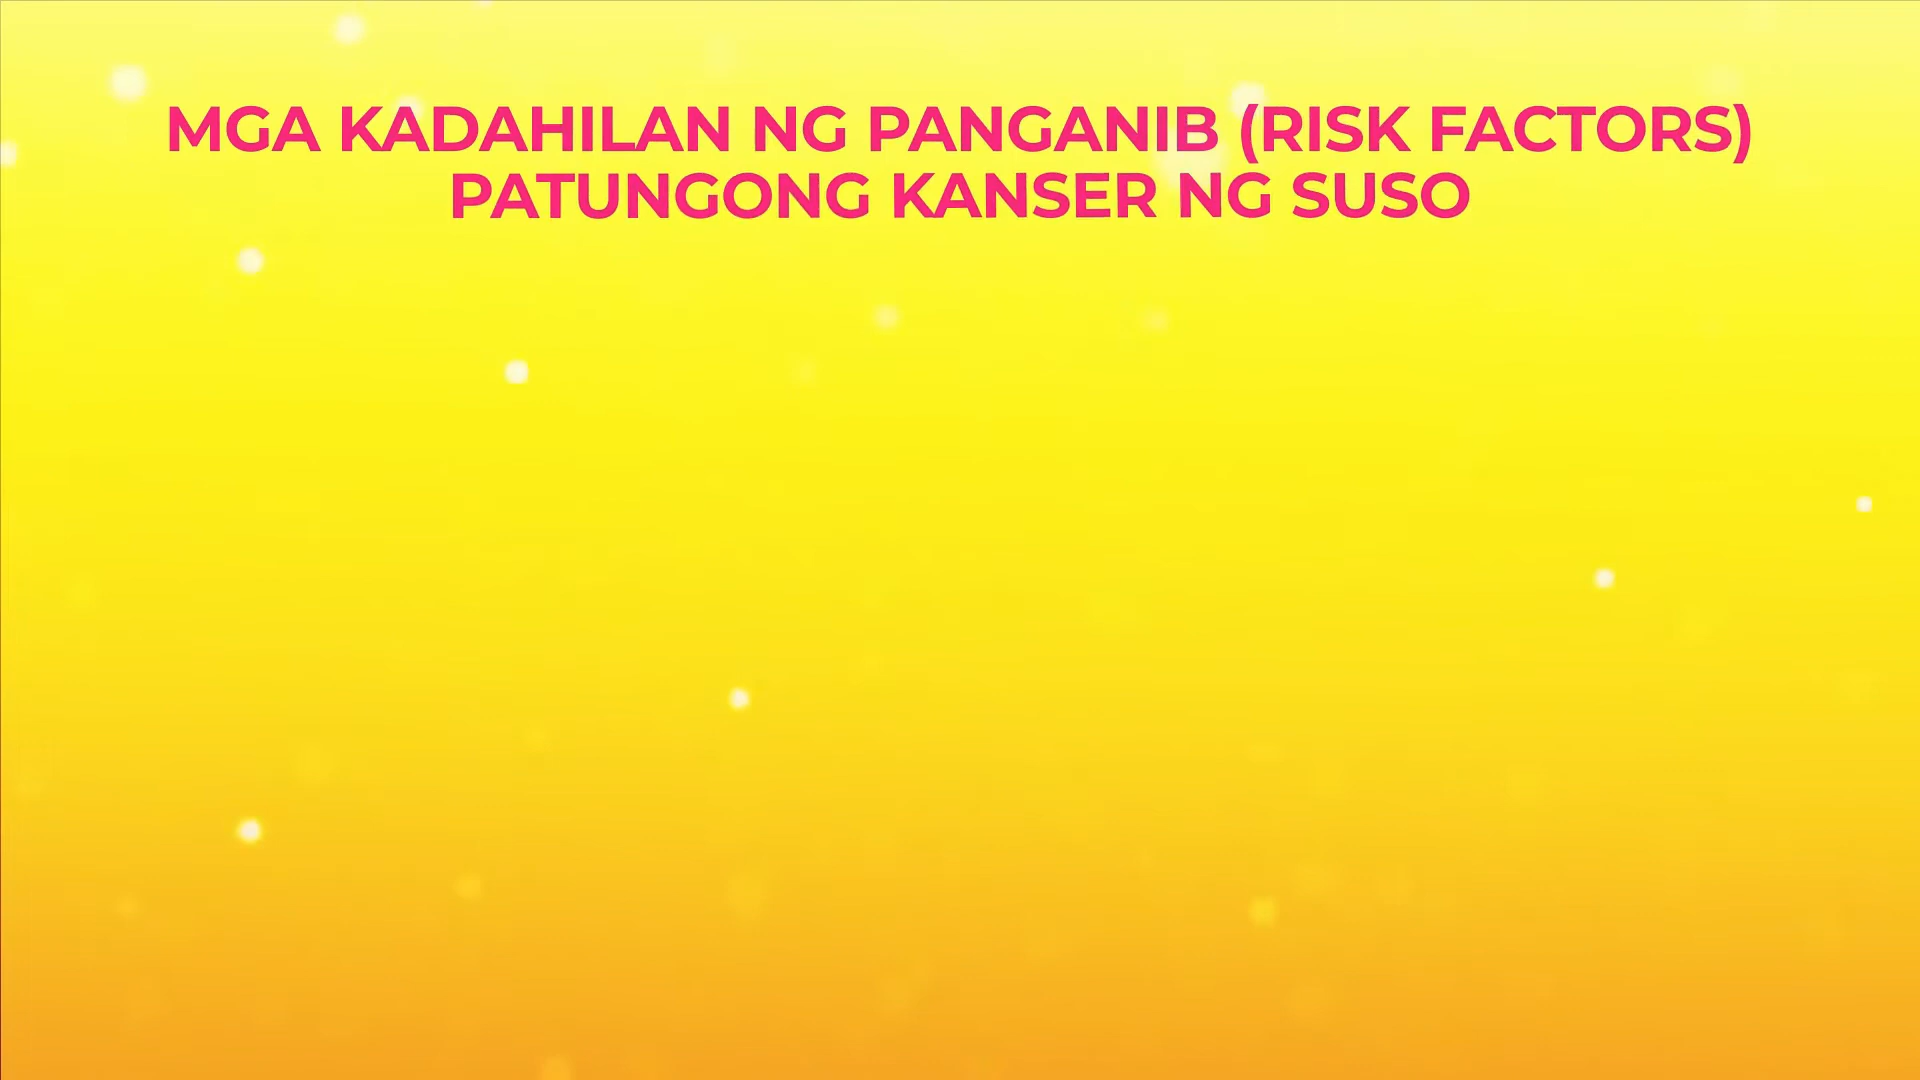 MGA KADAHILAN NG PANGANIB (RISK FACTORS)
PATUNGONG KANSER NG SUSO